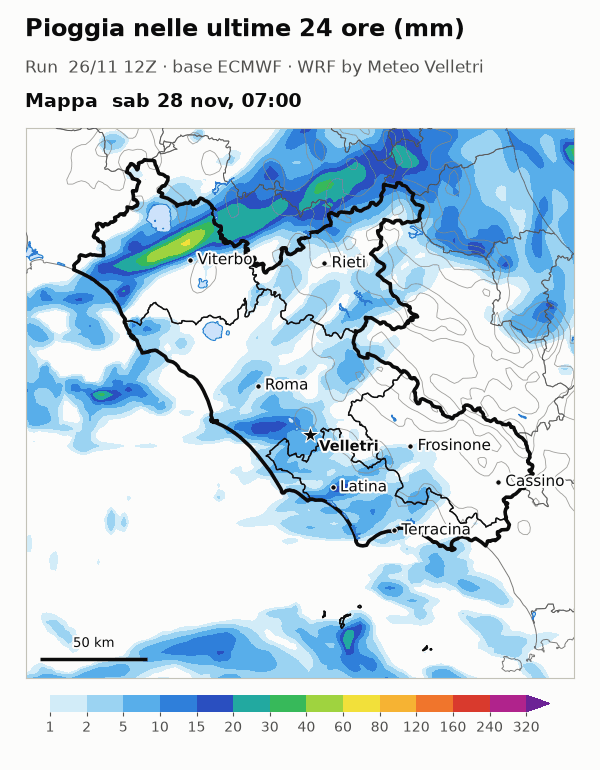 Pioggia nelle ultime 24 ore (mm)
Run  26/11 12Z · base ECMWF · WRF by Meteo Velletri
Mappa  sab 28 nov, 07:00
Viterbo
Rieti
Roma
Velletri
Frosinone
Cassino
Latina
Terracina
50 km
1 2 5 10 15 20 30 40 60 80 120 160 240 320